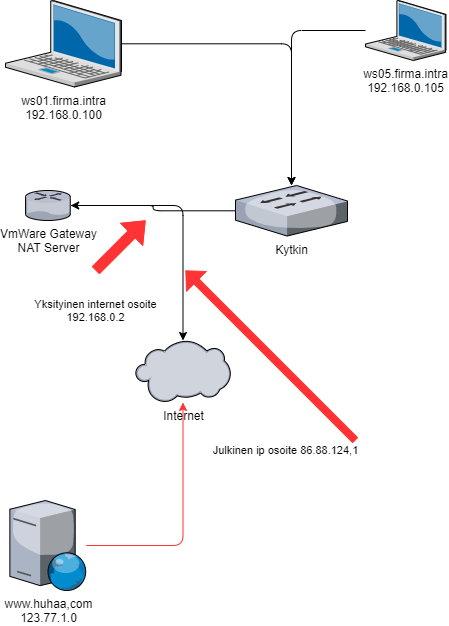 ws01.firma.intra
192.168.0.100
ws05.firma.intra
192.168.0.105
VmWare Gateway
NAT Server
Kytkin
Yksityinen internet osoite
192.168.0.2
Internet
Julkinen ip osoite 86.88.124,1
www.huhaa,com
123.77.1.0